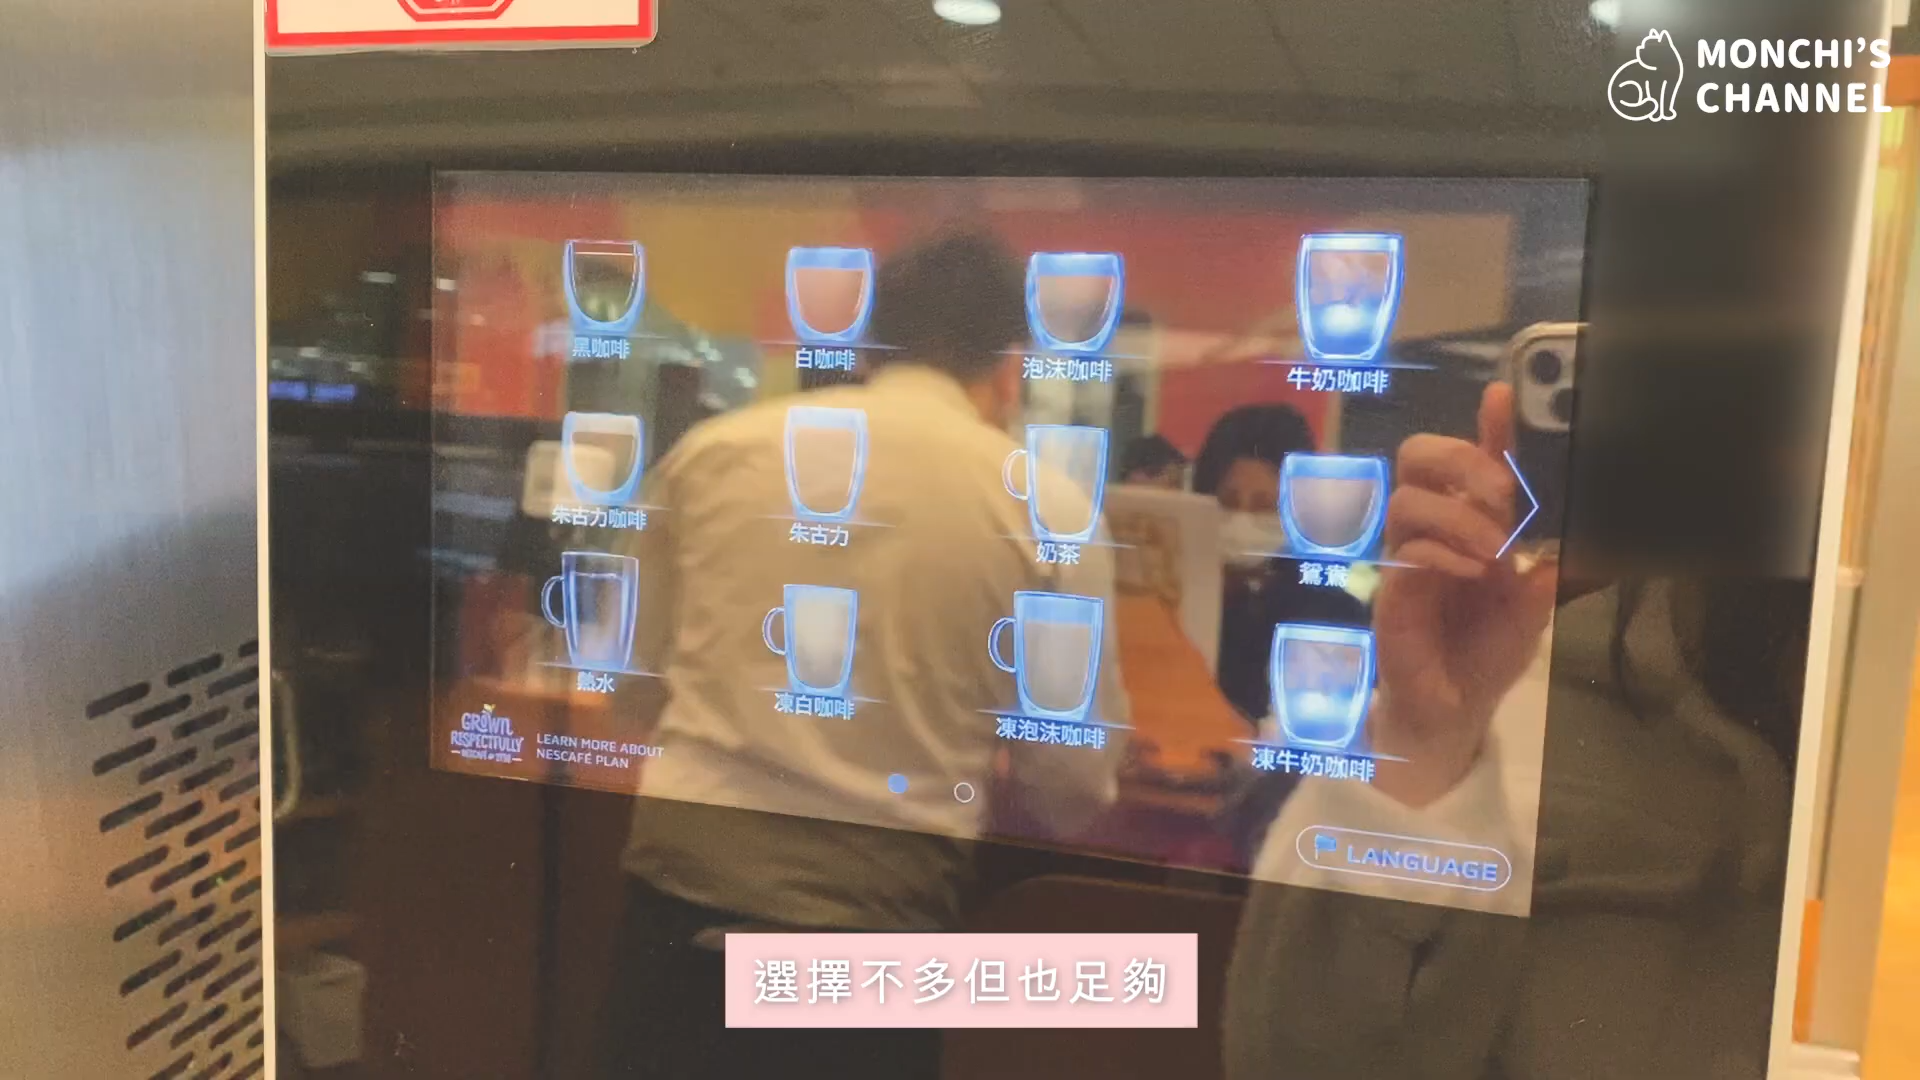 MONCHI'S
CHANNEL
黑咖啡
白咖啡
泡沫咖啡
牛奶咖啡
朱古力咖啡
朱古力
奶茶
鴛鴦
熱水
凍白咖啡
凍泡沫咖啡
凍牛奶咖啡
GROWN
RESPECTFULLY
LEARN MORE ABOUT
NESCAFÉ PLAN
LANGUAGE
選擇不多但也足夠